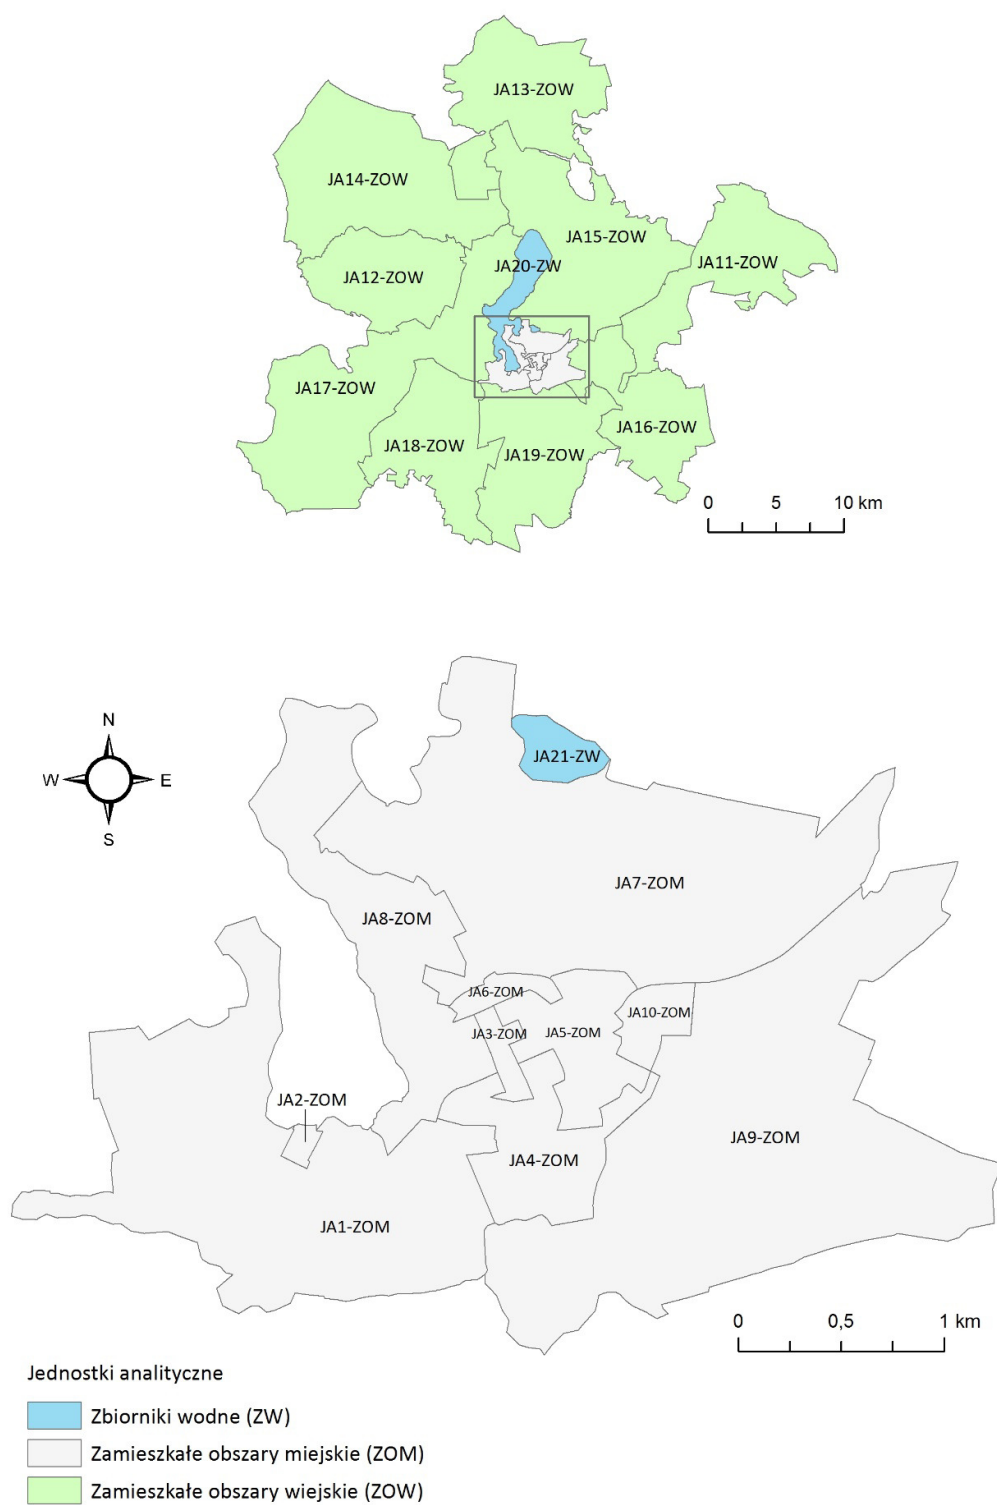 JA13-ZOW
JA14-ZOW
JA15-ZOW
JA11-ZOW
JA20-ZW
JA12-ZOW
JA17-ZOW
JA16-ZOW
JA18-ZOW
JA19-ZOW
0 5 10 km
N
W E
S
JA21-ZW
JA7-ZOM
JA8-ZOM
JA6-ZOM
JA10-ZOM
JA3-ZOM
JA5-ZOM
JA2-ZOM
JA9-ZOM
JA4-ZOM
JA1-ZOM
0 0,5 1 km
Jednostki analityczne
Zbiorniki wodne (ZW)
Zamieszkałe obszary miejskie (ZOM)
Zamieszkałe obszary wiejskie (ZOW)